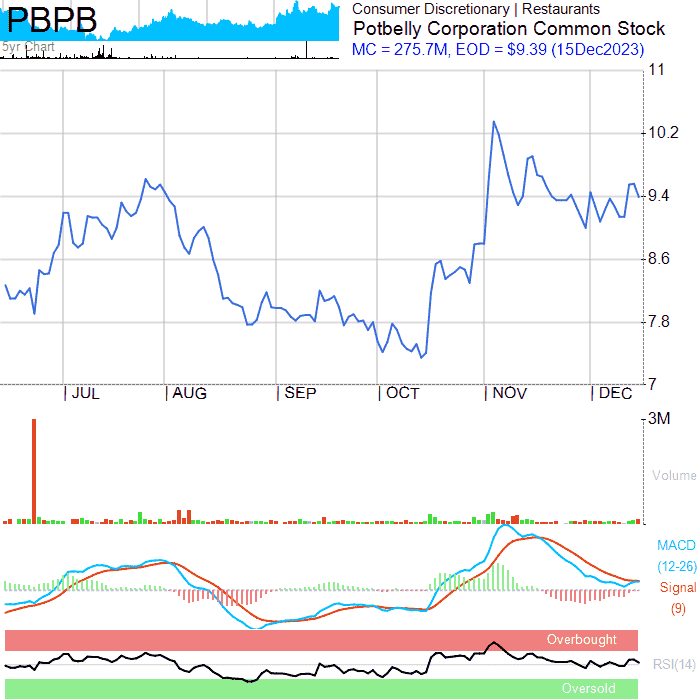 PBPB
5yr Chart
Consumer Discretionary | Restaurants
Potbelly Corporation Common Stock
MC = 275.7M, EOD = $9.39 (15Dec2023)
11
10.2
9.4
8.6
7.8
7
JUL AUG SEP OCT NOV DEC
3M
Volume
MACD
(12-26)
Signal
(9)
Overbought
RSI(14)
Oversold